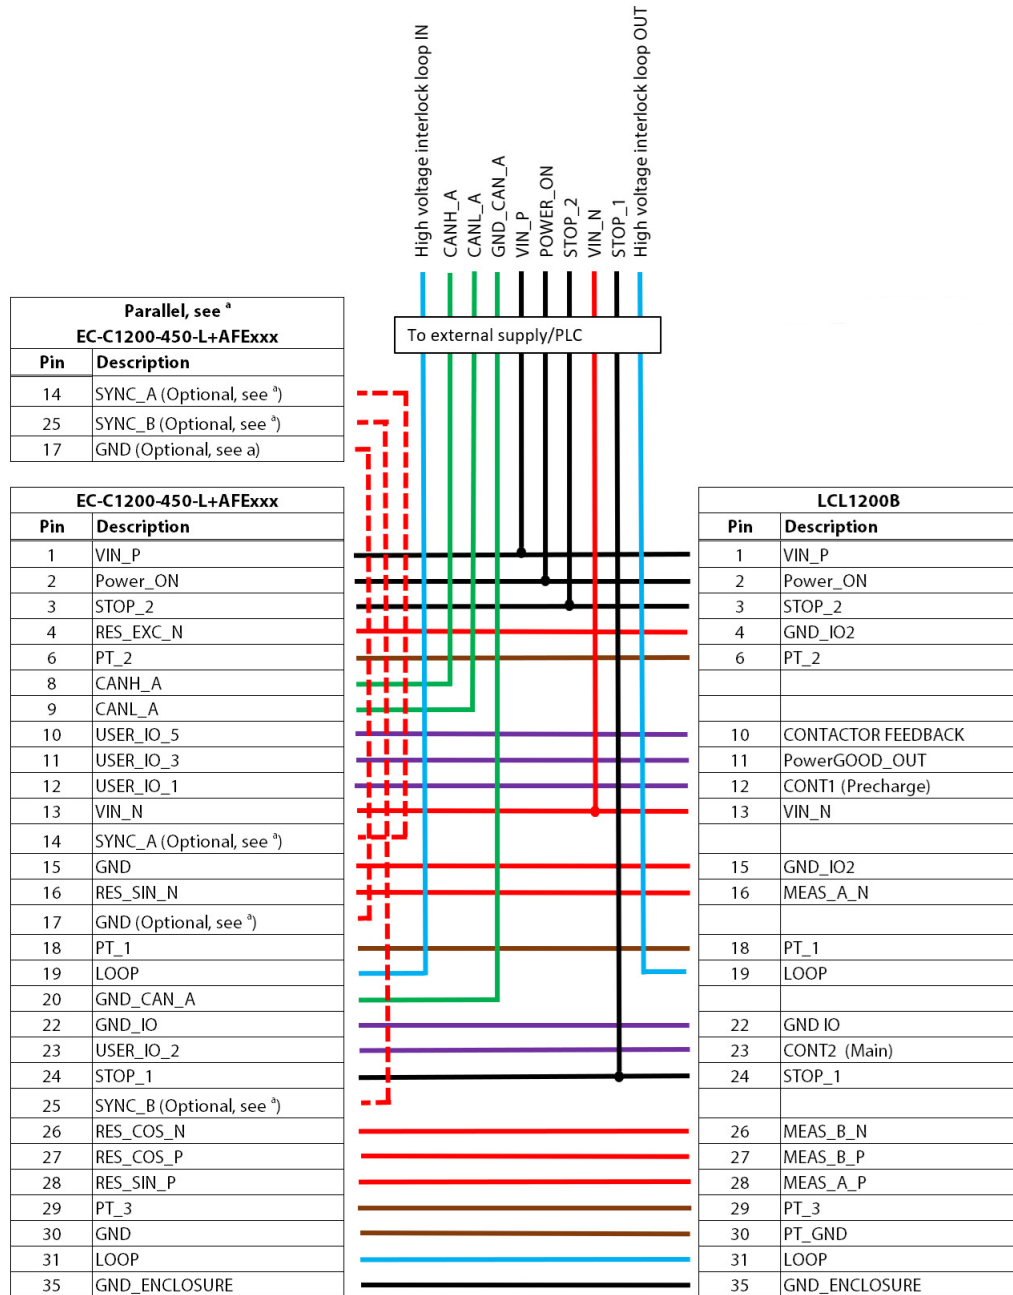 High voltage interlock loop IN
CANH_A
CANL_A
GND_CAN_A
VIN_P
POWER_ON
STOP_2
VIN_N
STOP_1
High voltage interlock loop OUT
To external supply/PLC
Parallel, see a
EC-C1200-450-L+AFExxx
Pin Description
14 SYNC_A (Optional, see a)
25 SYNC_B (Optional, see a)
17 GND (Optional, see a)
EC-C1200-450-L+AFExxx
Pin Description
1 VIN_P
2 Power_ON
3 STOP_2
4 RES_EXC_N
6 PT_2
8 CANH_A
9 CANL_A
10 USER_IO_5
11 USER_IO_3
12 USER_IO_1
13 VIN_N
14 SYNC_A (Optional, see a)
15 GND
16 RES_SIN_N
17 GND (Optional, see a)
18 PT_1
19 LOOP
20 GND_CAN_A
22 GND_IO
23 USER_IO_2
24 STOP_1
25 SYNC_B (Optional, see a)
26 RES_COS_N
27 RES_COS_P
28 RES_SIN_P
29 PT_3
30 GND
31 LOOP
35 GND_ENCLOSURE
LCL1200B
Pin Description
1 VIN_P
2 Power_ON
3 STOP_2
4 GND_IO2
6 PT_2
10 CONTACTOR FEEDBACK
11 PowerGOOD_OUT
12 CONT1 (Precharge)
13 VIN_N
15 GND_IO2
16 MEAS_A_N
18 PT_1
19 LOOP
22 GND IO
23 CONT2 (Main)
24 STOP_1
26 MEAS_B_N
27 MEAS_B_P
28 MEAS_A_P
29 PT_3
30 PT_GND
31 LOOP
35 GND_ENCLOSURE